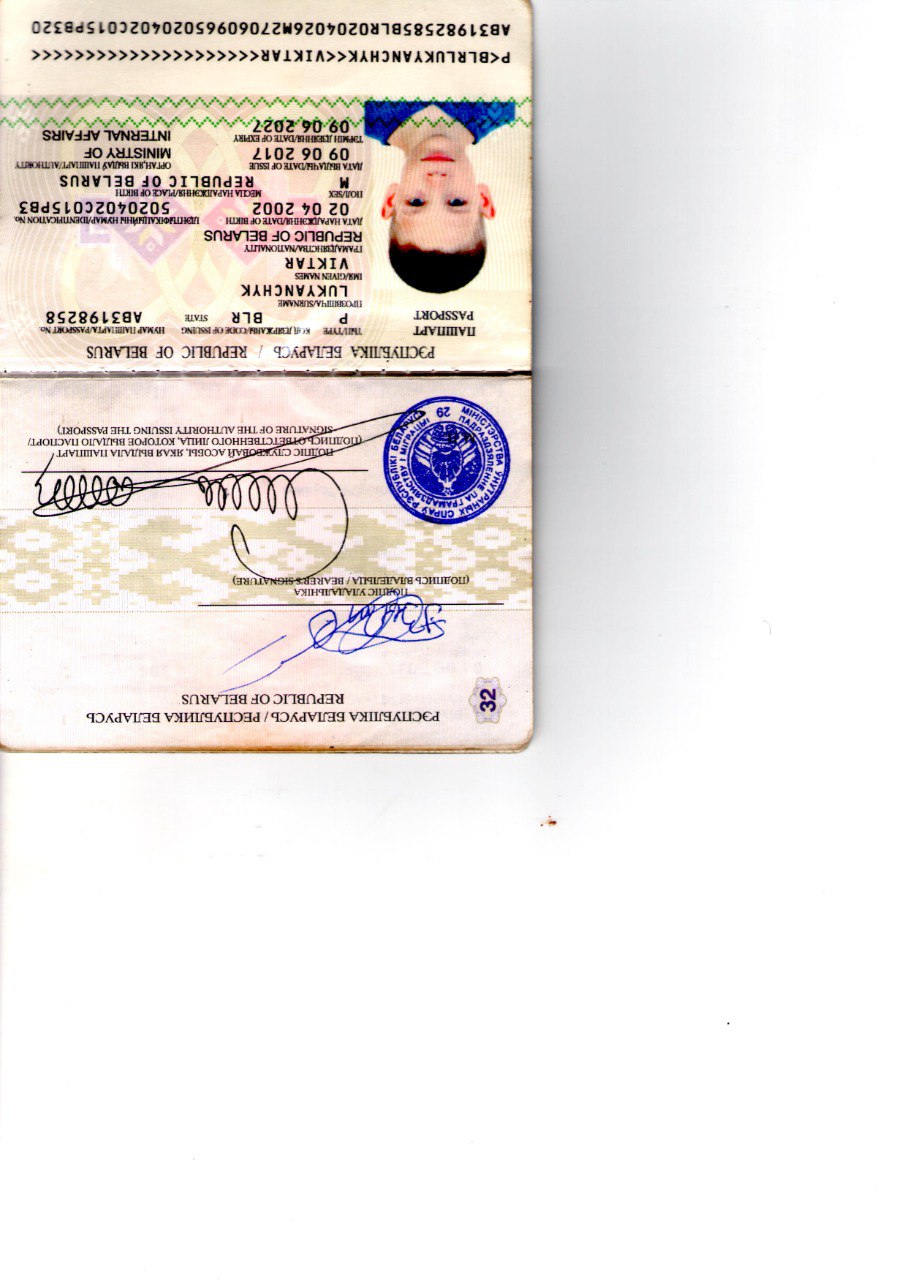 32
РЭСПУБЛІКА БЕЛАРУСЬ / РЕСПУБЛИКА БЕЛАРУСЬ
REPUBLIC OF BELARUS
ПОДПІС УЛАДАЛЬНІКА
(ПОДПИСЬ ВЛАДЕЛЬЦА / BEARER'S SIGNATURE)
МІНІСТЭРСТВА УНУТРАНЫХ СПРАЎ РЭСПУБЛІКІ БЕЛАРУСЬ
ПАДРАЗДЗЯЛЕННЕ ПА ГРАМАДЗЯНСТВУ І МІГРАЦЫІ
29
ПОДПІС СЛУЖБОВАЙ АСОБЫ, ЯКАЯ ВЫДАЛА ПАШПАРТ
(ПОДПИСЬ ОТВЕТСТВЕННОГО ЛИЦА, КОТОРОЕ ВЫДАЛО ПАСПОРТ/
SIGNATURE OF THE AUTHORITY ISSUING THE PASSPORT)
РЭСПУБЛІКА БЕЛАРУСЬ / REPUBLIC OF BELARUS
ПАШПАРТ
PASSPORT
ТЫП/TYPE КОД ДЗЯРЖАВЫ/CODE OF ISSUING STATE НУМАР ПАШПАРТА/PASSPORT No.
P BLR AB3198258
ПРОЗВІШЧА/SURNAME
LUKYANCHYK
ІМЯ/GIVEN NAMES
VIKTAR
ГРАМАДЗЯНСТВА/NATIONALITY
REPUBLIC OF BELARUS
ДАТА НАРАДЖЭННЯ/DATE OF BIRTH ІДЭНТЫФІКАЦЫЙНЫ НУМАР/IDENTIFICATION No.
02 04 2002 5020402C015PB3
ПОЛ/SEX МЕСЦА НАРАДЖЭННЯ/PLACE OF BIRTH
M REPUBLIC OF BELARUS
ДАТА ВЫДАЧЫ/DATE OF ISSUE ОРГАН, ЯКІ ВЫДАЎ ПАШПАРТ/AUTHORITY
09 06 2017 MINISTRY OF
ТЭРМІН ДЗЕЯННЯ/DATE OF EXPIRY INTERNAL AFFAIRS
09 06 2027
P<BLRLUKYANCHYK<<VIKTAR<<<<<<<<<<<<<<<<<<<<<
AB31982585BLR0204026M27060965020402C015PB320